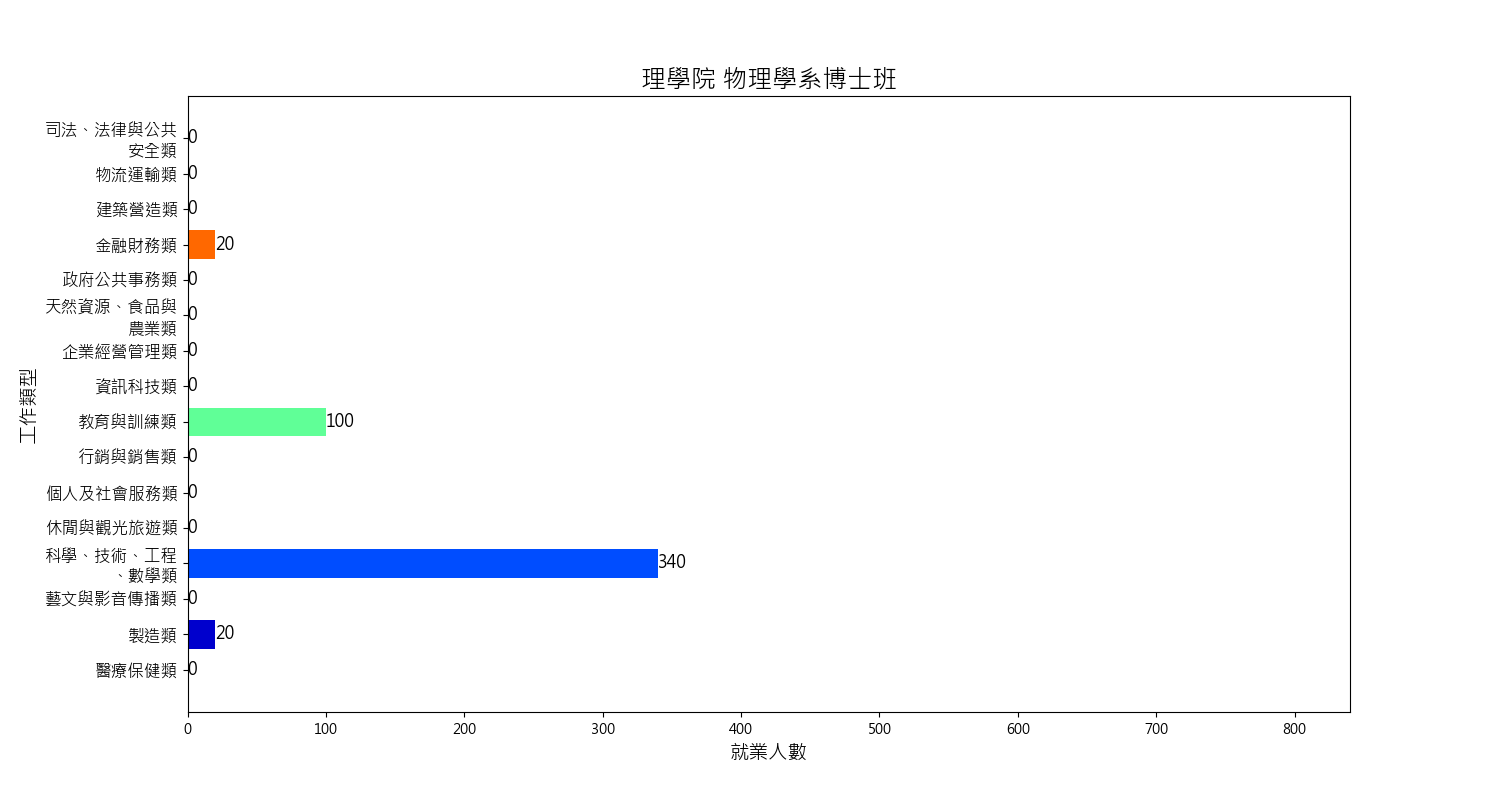 理學院 物理學系博士班
司法、法律與公共
安全類
0
物流運輸類
0
建築營造類
0
金融財務類
20
政府公共事務類
0
天然資源、食品與
農業類
0
企業經營管理類
0
資訊科技類
0
教育與訓練類
100
行銷與銷售類
0
個人及社會服務類
0
休閒與觀光旅遊類
0
科學、技術、工程
、數學類
340
藝文與影音傳播類
0
製造類
20
醫療保健類
0
工作類型
0 100 200 300 400 500 600 700 800
就業人數